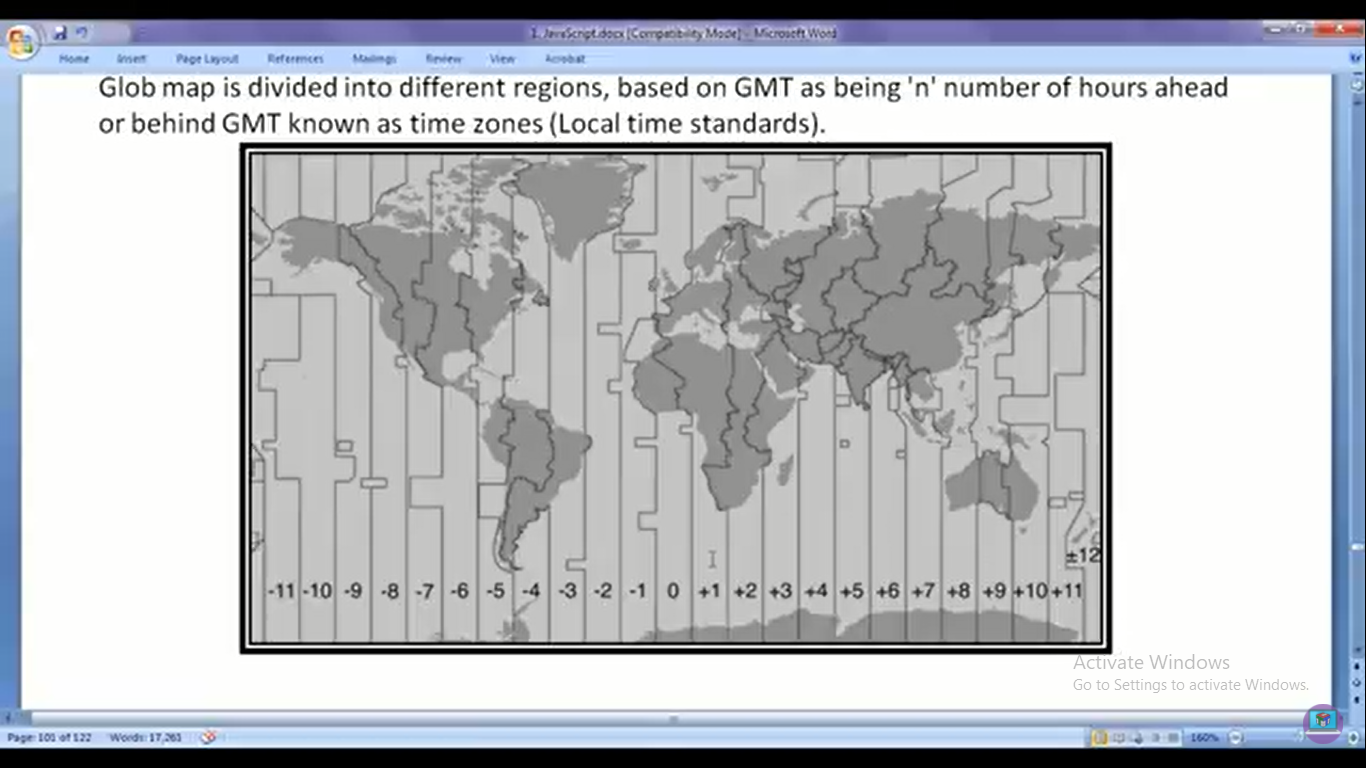 1. JavaScript.docx [Compatibility Mode] - Microsoft Word
Home Insert Page Layout References Mailings Review View Acrobat
Glob map is divided into different regions, based on GMT as being 'n' number of hours ahead
or behind GMT known as time zones (Local time standards).
±12
-11 -10 -9 -8 -7 -6 -5 -4 -3 -2 -1 0 +1 +2 +3 +4 +5 +6 +7 +8 +9 +10 +11
Activate Windows
Go to Settings to activate Windows.
Page: 101 of 122 Words: 17,261 160%